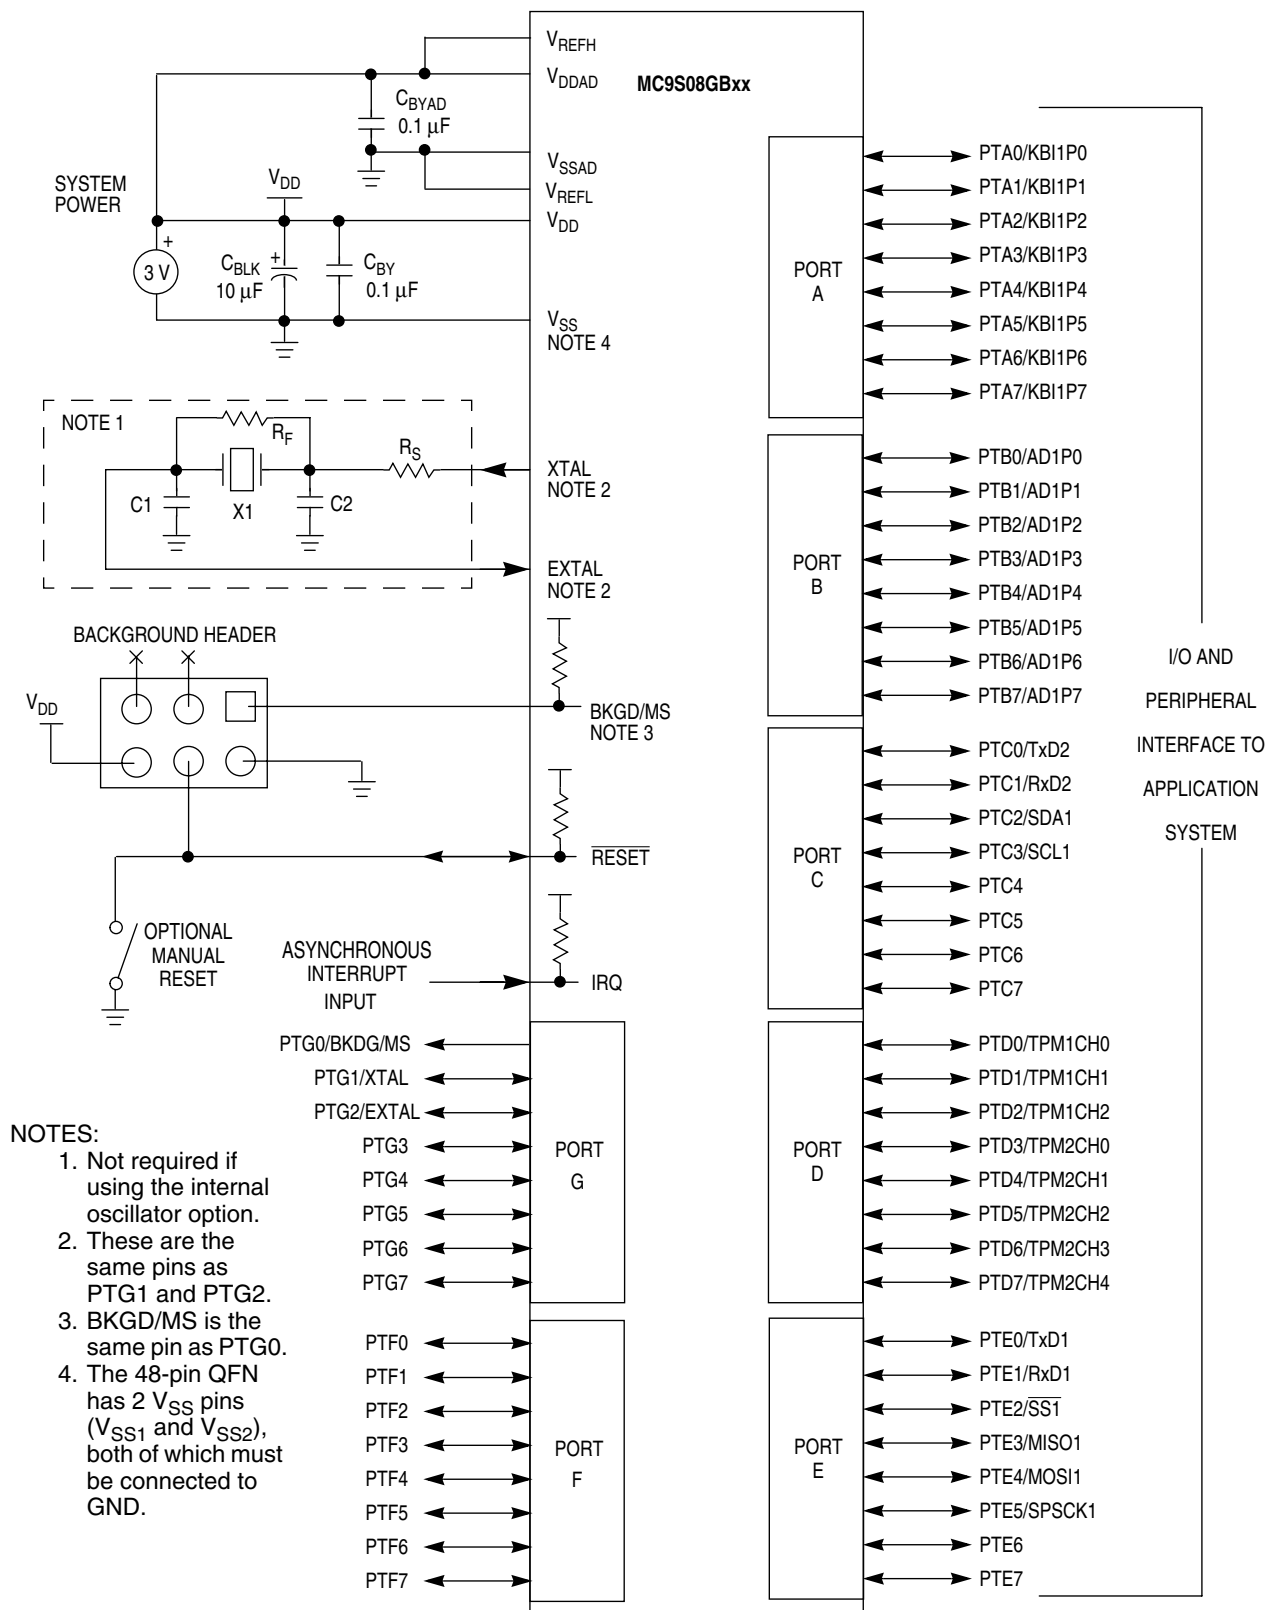 MC9S08GBxx
VREFH
VDDAD
CBYAD
0.1 µF
VSSAD
VREFL
SYSTEM
POWER
VDD
VDD
+
3 V
CBLK
+
10 µF
CBY
0.1 µF
VSS
NOTE 4
NOTE 1
RF
RS
C1
X1
C2
XTAL
NOTE 2
EXTAL
NOTE 2
BACKGROUND HEADER
VDD
BKGD/MS
NOTE 3
RESET
OPTIONAL
MANUAL
RESET
ASYNCHRONOUS
INTERRUPT
INPUT
IRQ
PTG0/BKDG/MS
PTG1/XTAL
PTG2/EXTAL
PTG3
PTG4
PTG5
PTG6
PTG7
PORT
G
PTF0
PTF1
PTF2
PTF3
PTF4
PTF5
PTF6
PTF7
PORT
F
NOTES:
1. Not required if
using the internal
oscillator option.
2. These are the
same pins as
PTG1 and PTG2.
3. BKGD/MS is the
same pin as PTG0.
4. The 48-pin QFN
has 2 VSS pins
(VSS1 and VSS2),
both of which must
be connected to
GND.
PORT
A
PTA0/KBI1P0
PTA1/KBI1P1
PTA2/KBI1P2
PTA3/KBI1P3
PTA4/KBI1P4
PTA5/KBI1P5
PTA6/KBI1P6
PTA7/KBI1P7
PORT
B
PTB0/AD1P0
PTB1/AD1P1
PTB2/AD1P2
PTB3/AD1P3
PTB4/AD1P4
PTB5/AD1P5
PTB6/AD1P6
PTB7/AD1P7
PORT
C
PTC0/TxD2
PTC1/RxD2
PTC2/SDA1
PTC3/SCL1
PTC4
PTC5
PTC6
PTC7
PORT
D
PTD0/TPM1CH0
PTD1/TPM1CH1
PTD2/TPM1CH2
PTD3/TPM2CH0
PTD4/TPM2CH1
PTD5/TPM2CH2
PTD6/TPM2CH3
PTD7/TPM2CH4
PORT
E
PTE0/TxD1
PTE1/RxD1
PTE2/SS1
PTE3/MISO1
PTE4/MOSI1
PTE5/SPSCK1
PTE6
PTE7
I/O AND
PERIPHERAL
INTERFACE TO
APPLICATION
SYSTEM